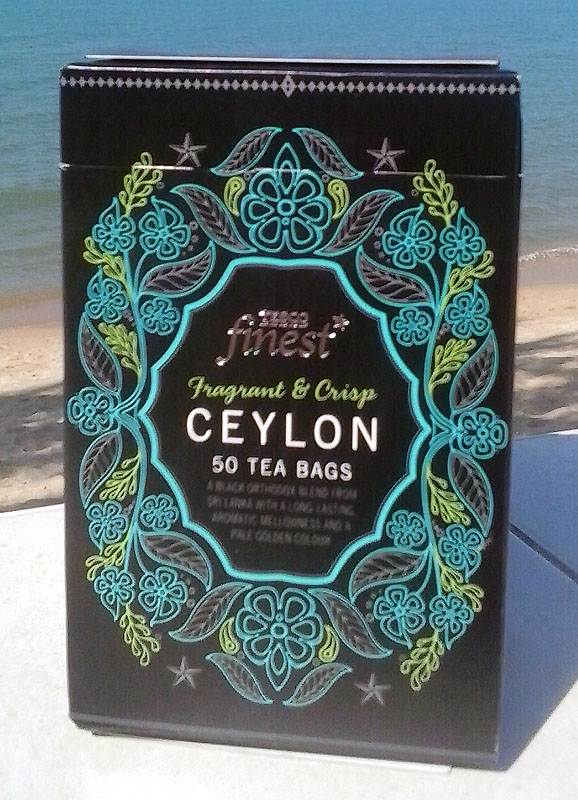 TESCO
finest*
Fragrant & Crisp
CEYLON
50 TEA BAGS
A BLACK ORTHODOX BLEND FROM
SRI LANKA WITH A LONG LASTING
AROMATIC MELLOWNESS AND A
PALE GOLDEN COLOUR